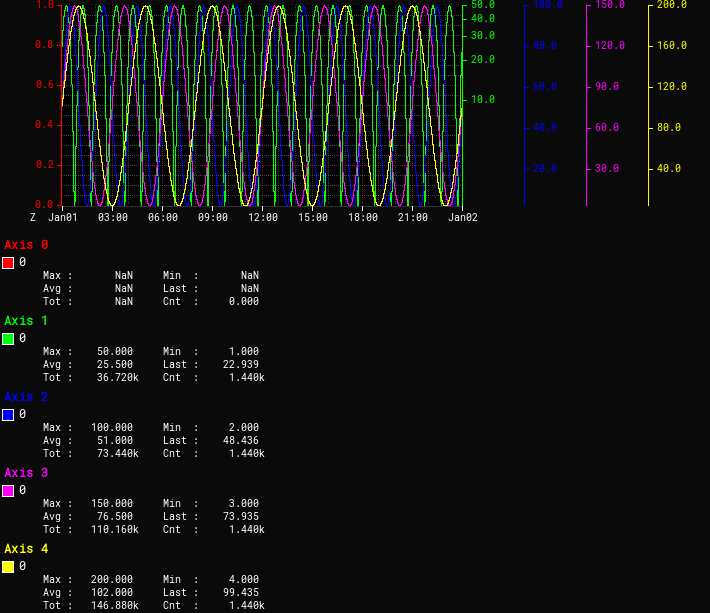 1.0 50.0 100.0 150.0 200.0
40.0
0.8 30.0 80.0 120.0 160.0
20.0
0.6 60.0 90.0 120.0
10.0
0.4 40.0 60.0 80.0
0.2 20.0 30.0 40.0
0.0
Z Jan01 03:00 06:00 09:00 12:00 15:00 18:00 21:00 Jan02
Axis 0
0
Max : NaN Min : NaN
Avg : NaN Last : NaN
Tot : NaN Cnt : 0.000
Axis 1
0
Max : 50.000 Min : 1.000
Avg : 25.500 Last : 22.939
Tot : 36.720k Cnt : 1.440k
Axis 2
0
Max : 100.000 Min : 2.000
Avg : 51.000 Last : 48.436
Tot : 73.440k Cnt : 1.440k
Axis 3
0
Max : 150.000 Min : 3.000
Avg : 76.500 Last : 73.935
Tot : 110.160k Cnt : 1.440k
Axis 4
0
Max : 200.000 Min : 4.000
Avg : 102.000 Last : 99.435
Tot : 146.880k Cnt : 1.440k